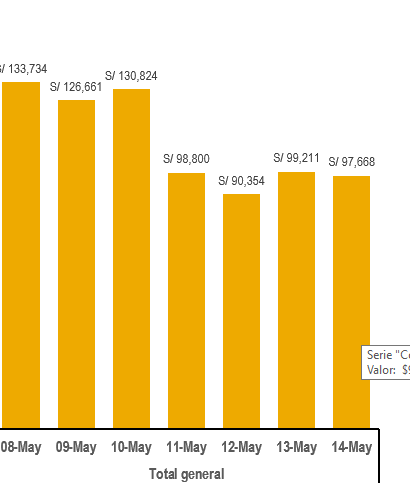 S/ 133,734
S/ 126,661
S/ 130,824
S/ 98,800
S/ 90,354
S/ 99,211
S/ 97,668
Serie "C
Valor: $
08-May 09-May 10-May 11-May 12-May 13-May 14-May
Total general